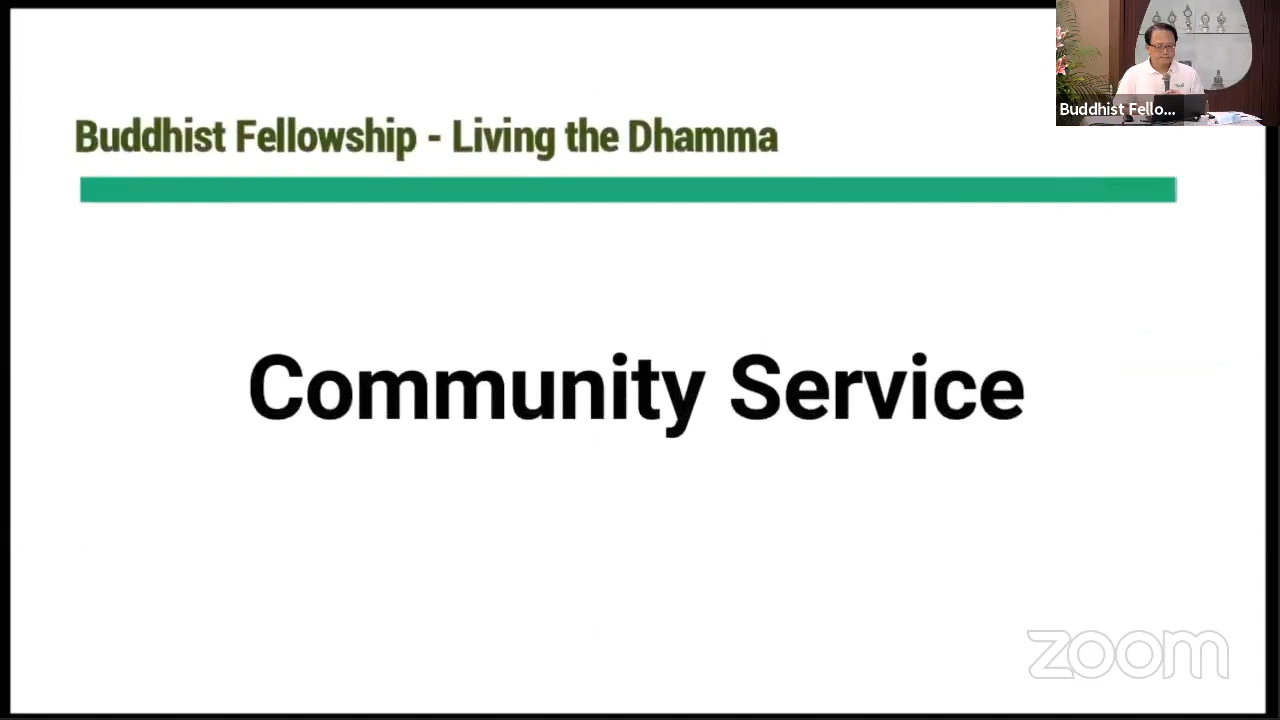 Buddhist Fellowship - Living the Dhamma
Buddhist Fello...
Community Service
zoom